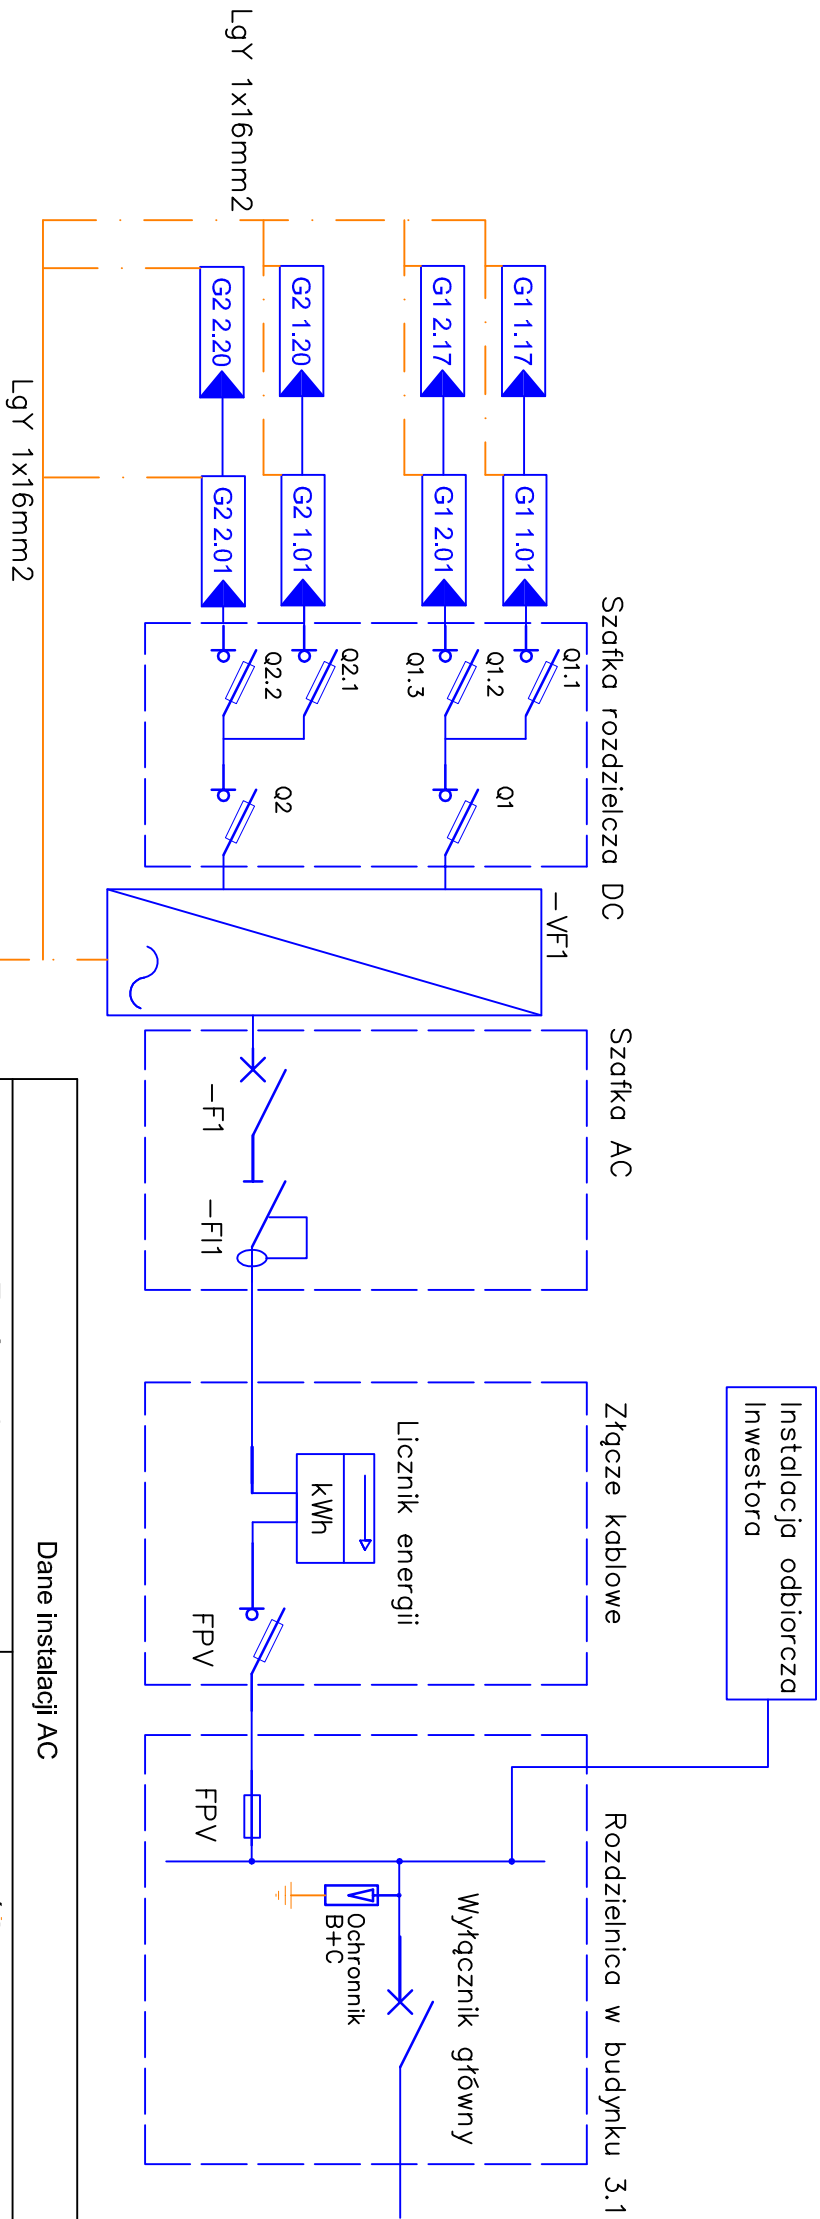 Instalacja odbiorcza
Inwestora
Szafka rozdzielcza DC
Szafka AC
Złącze kablowe
Rozdzielnica w budynku 3.1
LgY 1x16mm2
G1 1.17
G1 1.01
Q1.1
G1 2.17
G1 2.01
Q1.2
Q1.3
Q1
G2 1.20
G2 1.01
Q2.1
G2 2.20
G2 2.01
Q2.2
Q2
-VF1
-F1
-FI1
Licznik energii
kWh
FPV
FPV
Wyłącznik główny
Ochronnik
B+C
LgY 1x16mm2
Dane instalacji AC